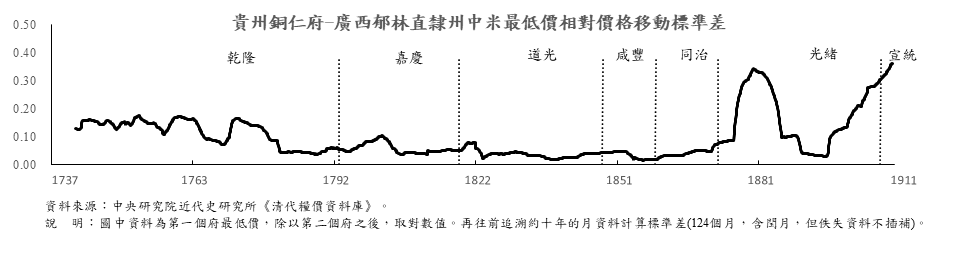 貴州銅仁府-廣西郁林直隸州中米最低價相對價格移動標準差
0.50
0.40
0.30
0.20
0.10
0.00
乾隆 嘉慶 道光 咸豐 同治 光緒 宣統
1737 1763 1792 1822 1851 1881 1911
資料來源：中央研究院近代史研究所《清代糧價資料庫》。
說　明：圖中資料為第一個府最低價，除以第二個府之後，取對數值。再往前追溯約十年的月資料計算標準差(124個月，含閏月，但佚失資料不插補)。